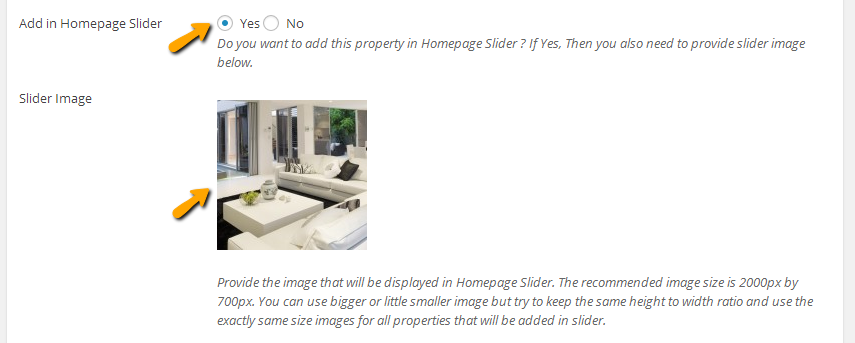 Add in Homepage Slider Yes No
Do you want to add this property in Homepage Slider ? If Yes, Then you also need to provide slider image
below.
Slider Image
Provide the image that will be displayed in Homepage Slider. The recommended image size is 2000px by
700px. You can use bigger or little smaller image but try to keep the same height to width ratio and use the
exactly same size images for all properties that will be added in slider.